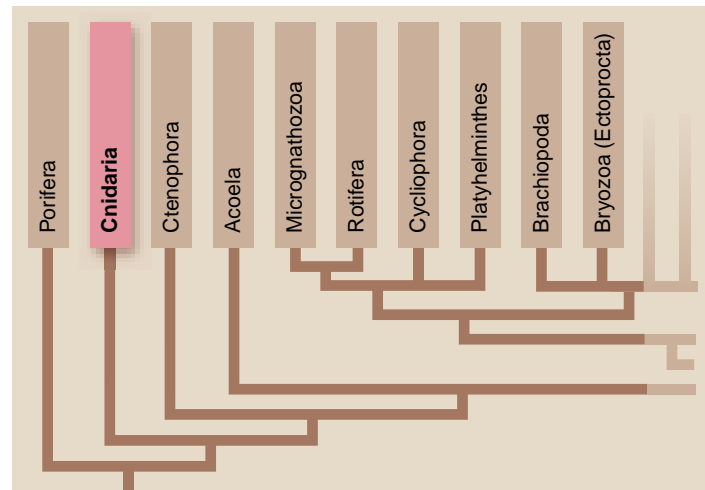 Porifera
Cnidaria
Ctenophora
Acoela
Micrognathozoa
Rotifera
Cycliophora
Platyhelminthes
Brachiopoda
Bryozoa (Ectoprocta)